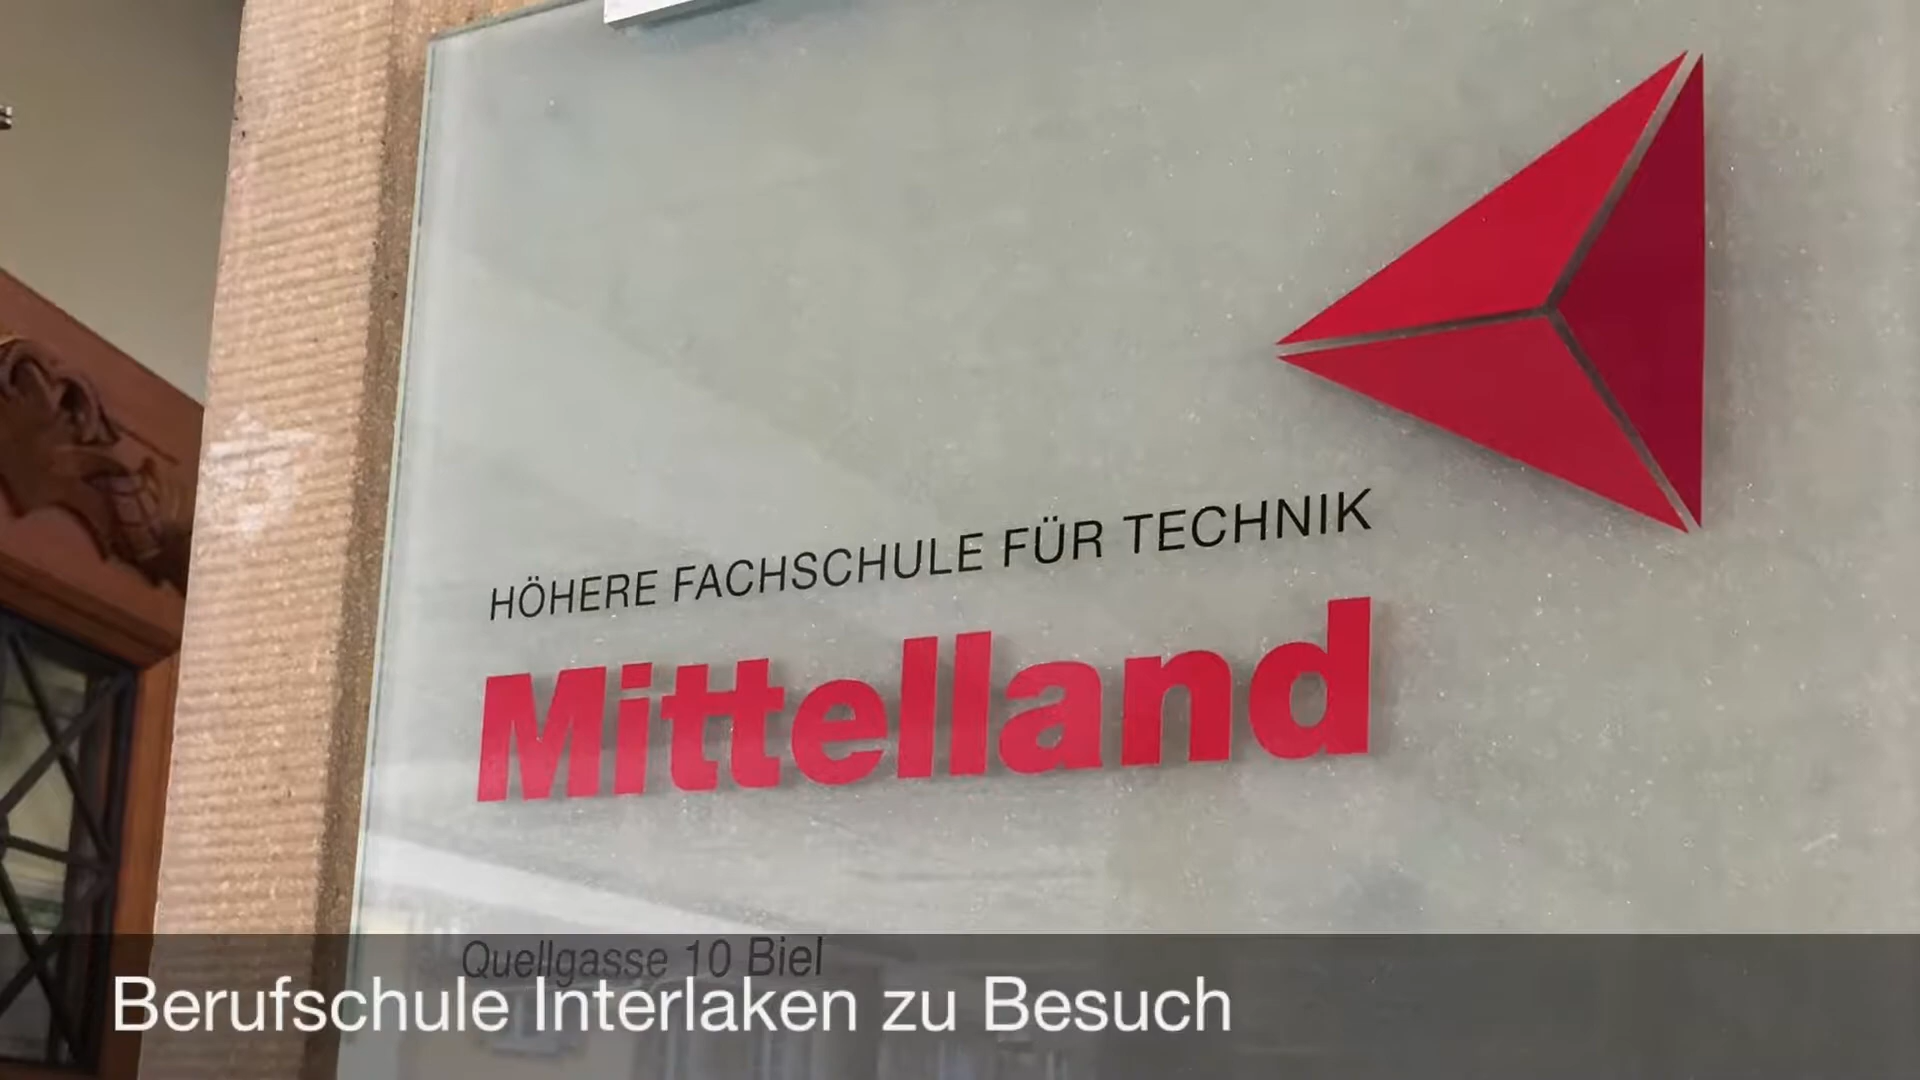 HÖHERE FACHSCHULE FÜR TECHNIK
Mittelland
Quellgasse 10 Biel
Berufschule Interlaken zu Besuch